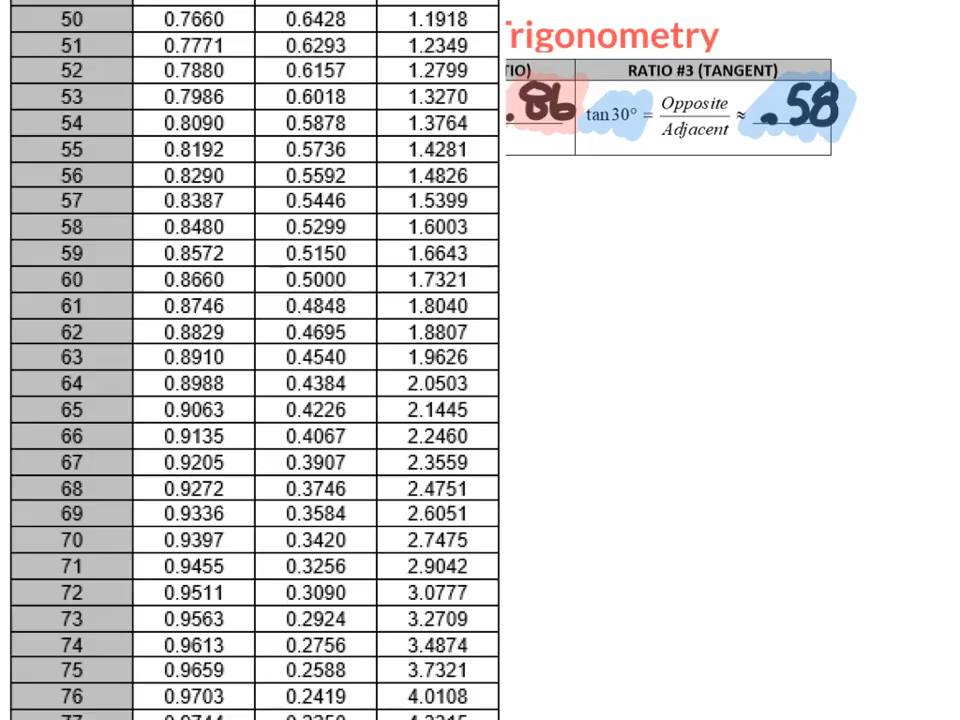 50 0.7660 0.6428 1.1918
51 0.7771 0.6293 1.2349
52 0.7880 0.6157 1.2799
53 0.7986 0.6018 1.3270
54 0.8090 0.5878 1.3764
55 0.8192 0.5736 1.4281
56 0.8290 0.5592 1.4826
57 0.8387 0.5446 1.5399
58 0.8480 0.5299 1.6003
59 0.8572 0.5150 1.6643
60 0.8660 0.5000 1.7321
61 0.8746 0.4848 1.8040
62 0.8829 0.4695 1.8807
63 0.8910 0.4540 1.9626
64 0.8988 0.4384 2.0503
65 0.9063 0.4226 2.1445
66 0.9135 0.4067 2.2460
67 0.9205 0.3907 2.3559
68 0.9272 0.3746 2.4751
69 0.9336 0.3584 2.6051
70 0.9397 0.3420 2.7475
71 0.9455 0.3256 2.9042
72 0.9511 0.3090 3.0777
73 0.9563 0.2924 3.2709
74 0.9613 0.2756 3.4874
75 0.9659 0.2588 3.7321
76 0.9703 0.2419 4.0108
rigonometry
TIO) RATIO #3 (TANGENT)
.86 tan 30° = Opposite / Adjacent ≈ .58